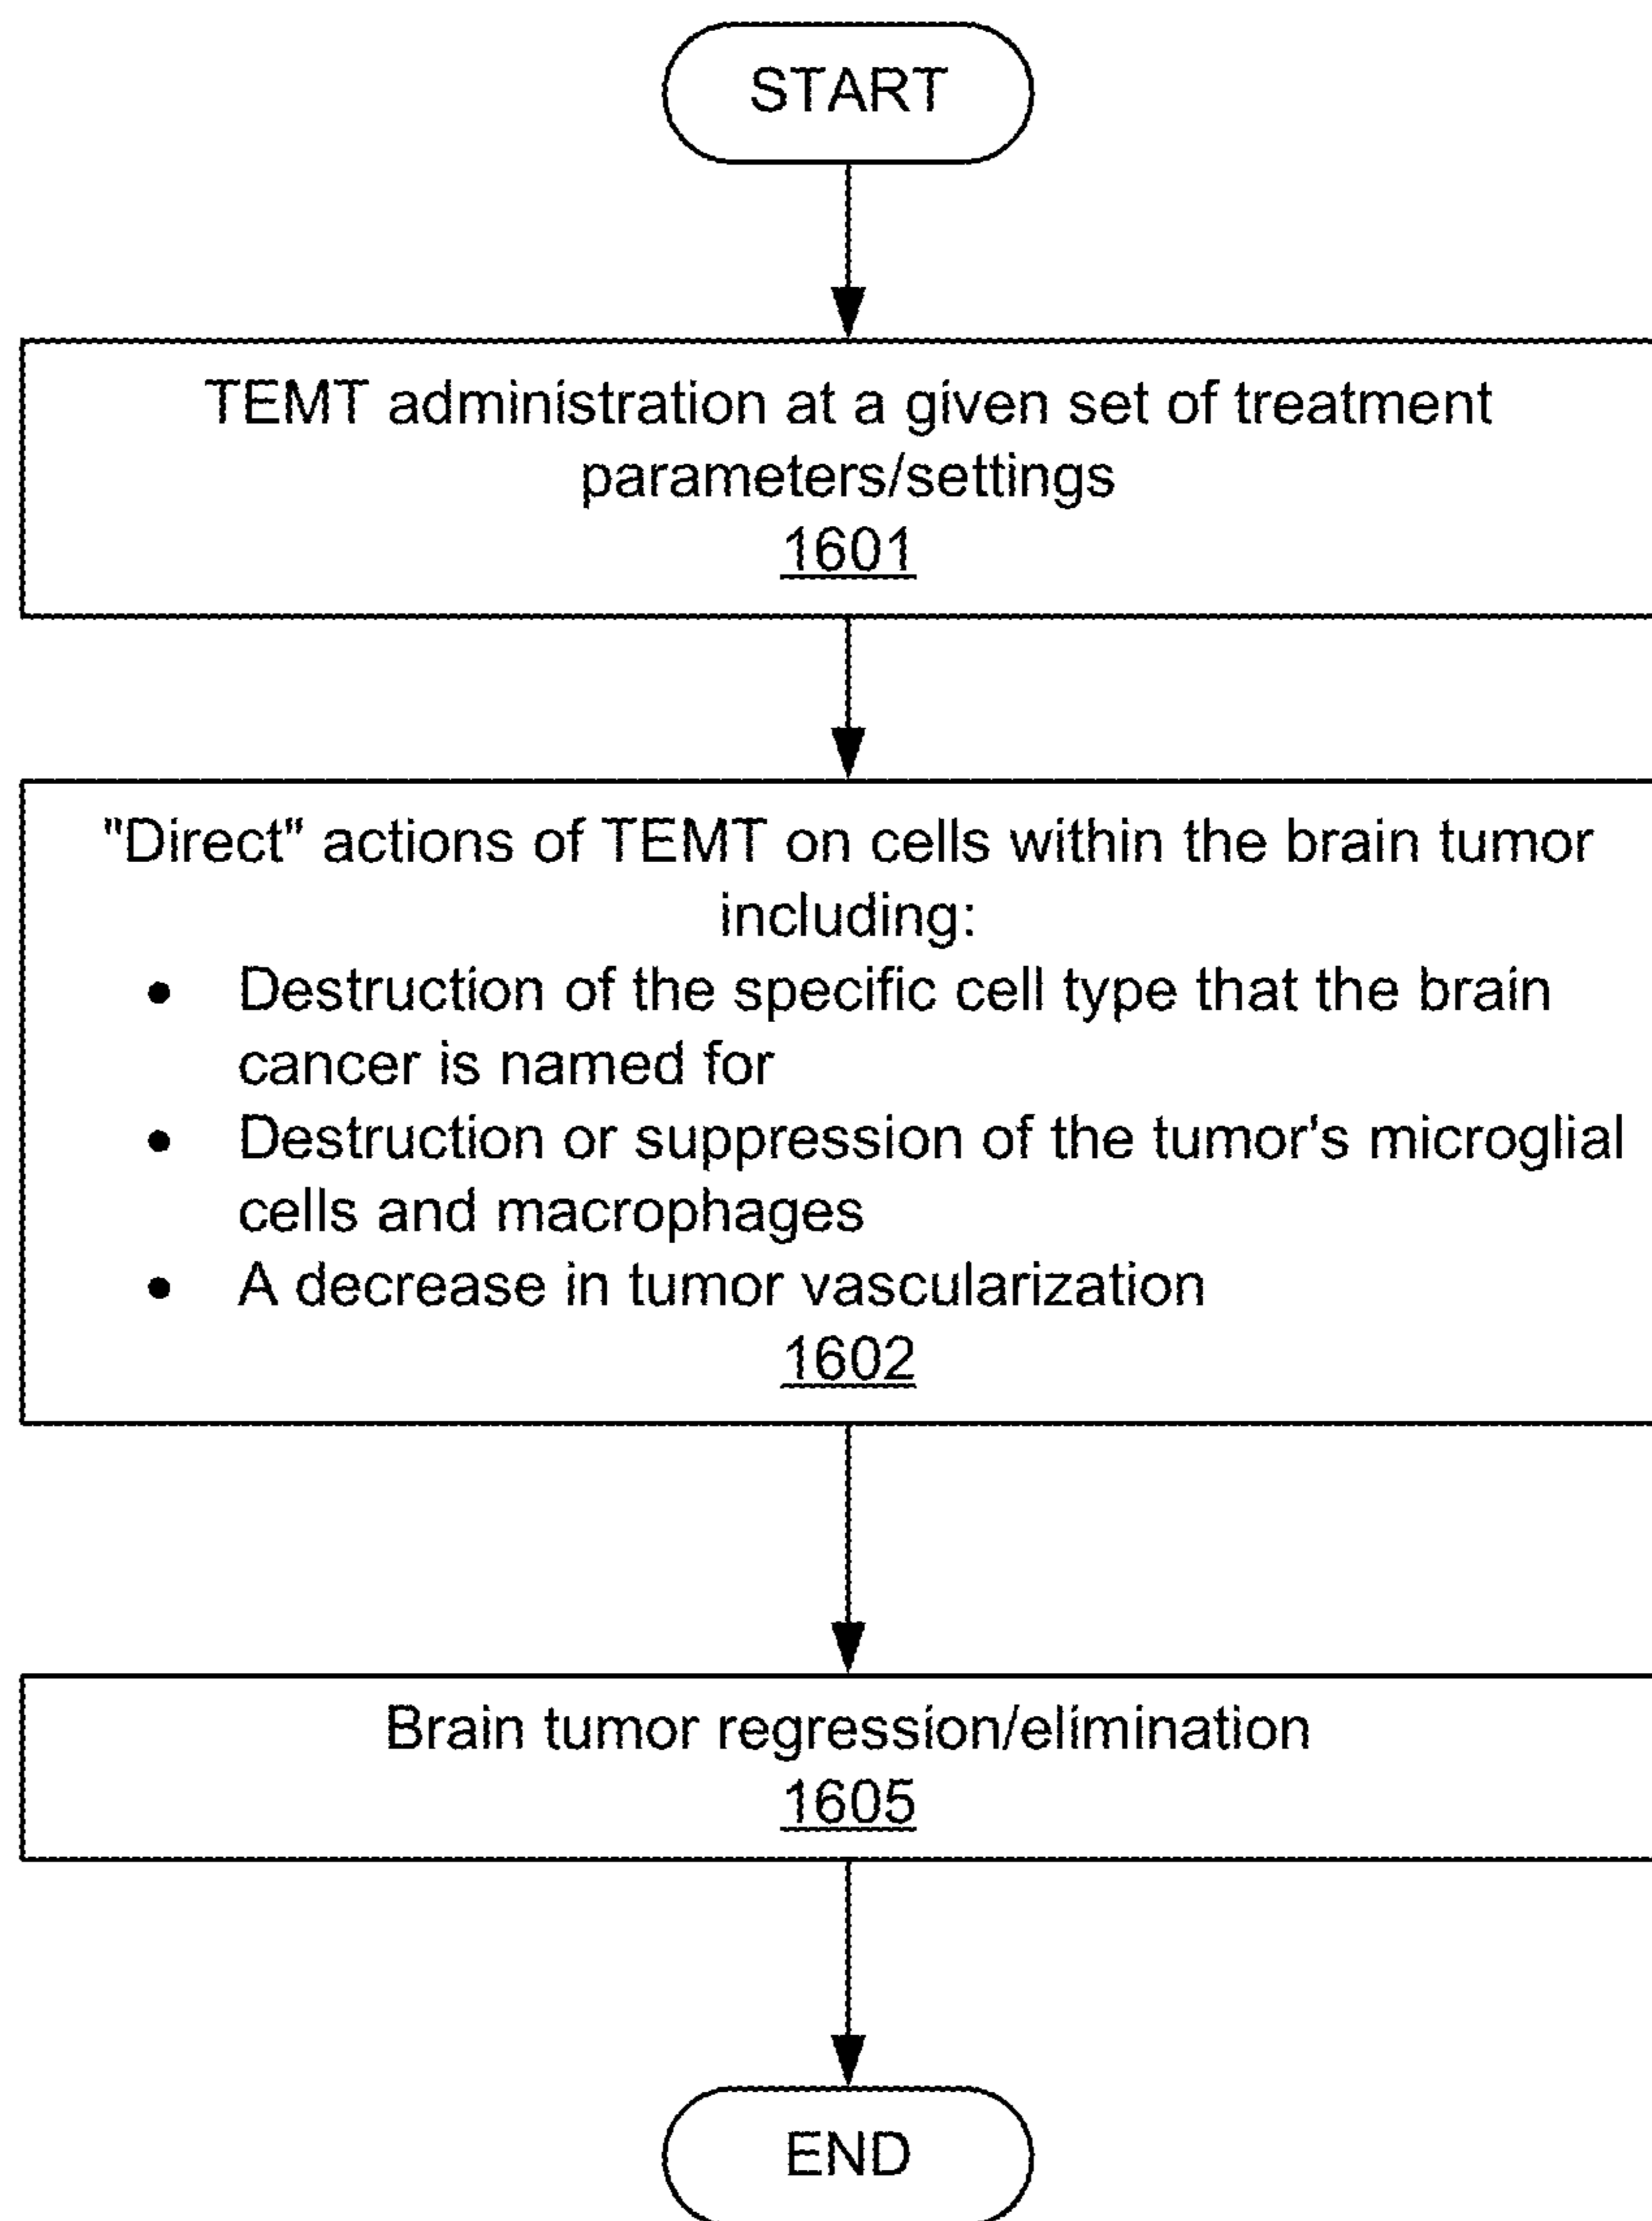 START
TEMT administration at a given set of treatment
parameters/settings
1601
"Direct" actions of TEMT on cells within the brain tumor
including:
• Destruction of the specific cell type that the brain
cancer is named for
• Destruction or suppression of the tumor's microglial
cells and macrophages
• A decrease in tumor vascularization
1602
Brain tumor regression/elimination
1605
END